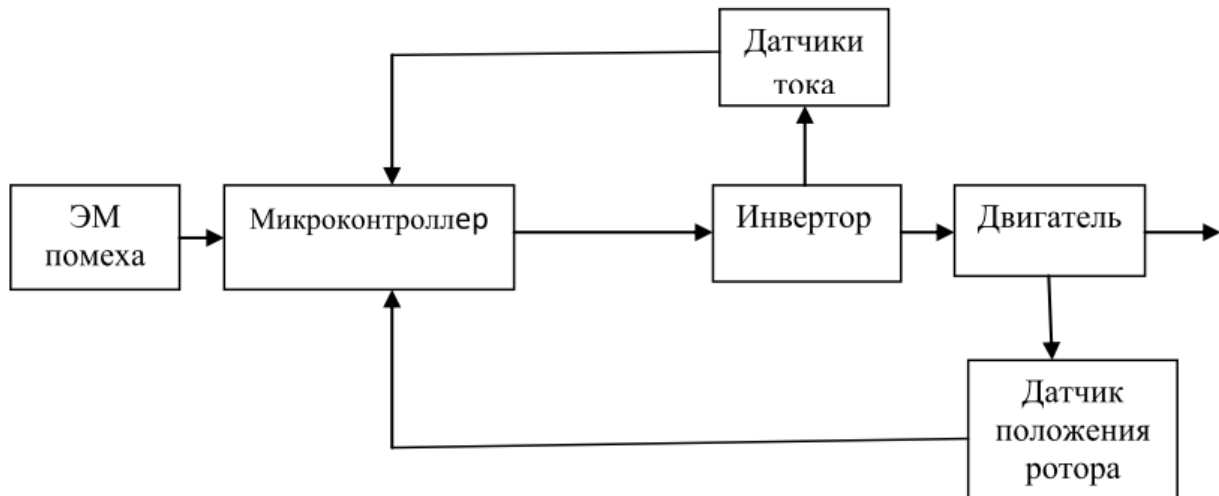 Датчики
тока
ЭМ
помеха
Микроконтроллер
Инвертор
Двигатель
Датчик
положения
ротора